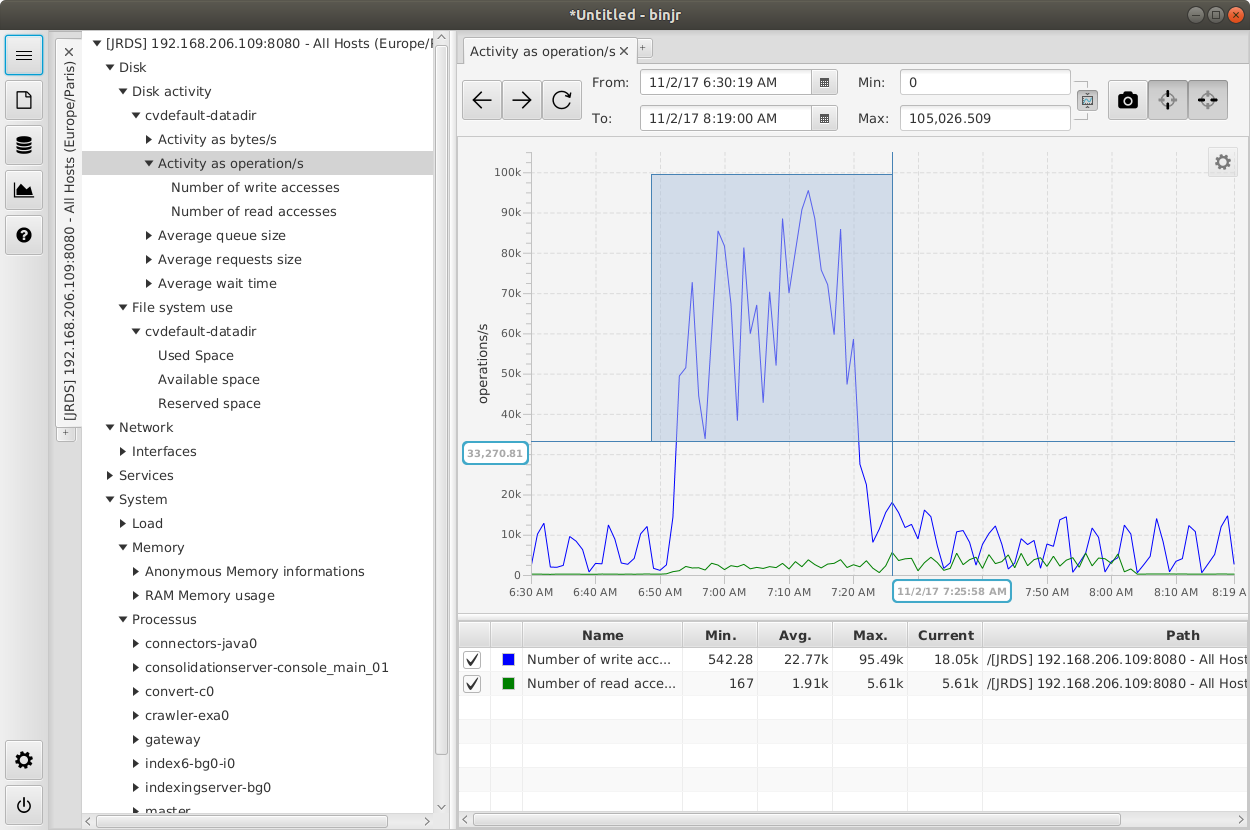 *Untitled - binjr
[JRDS] 192.168.206.109:8080 - All Hosts (Europe/Paris)
+
[JRDS] 192.168.206.109:8080 - All Hosts (Europe/
Disk
Disk activity
cvdefault-datadir
Activity as bytes/s
Activity as operation/s
Number of write accesses
Number of read accesses
Average queue size
Average requests size
Average wait time
File system use
cvdefault-datadir
Used Space
Available space
Reserved space
Network
Interfaces
Services
System
Load
Memory
Anonymous Memory informations
RAM Memory usage
Processus
connectors-java0
consolidationserver-console_main_01
convert-c0
crawler-exa0
gateway
index6-bg0-i0
indexingserver-bg0
master
Activity as operation/s
+
From: 11/2/17 6:30:19 AM Min: 0
To: 11/2/17 8:19:00 AM Max: 105,026.509
operations/s
100k
90k
80k
70k
60k
50k
40k
33,270.81
20k
10k
0
6:30 AM 6:40 AM 6:50 AM 7:00 AM 7:10 AM 7:20 AM 11/2/17 7:25:58 AM 7:50 AM 8:00 AM 8:10 AM 8:19 A
Name Min. Avg. Max. Current Path
Number of write acc... 542.28 22.77k 95.49k 18.05k /[JRDS] 192.168.206.109:8080 - All Host
Number of read acce... 167 1.91k 5.61k 5.61k /[JRDS] 192.168.206.109:8080 - All Host